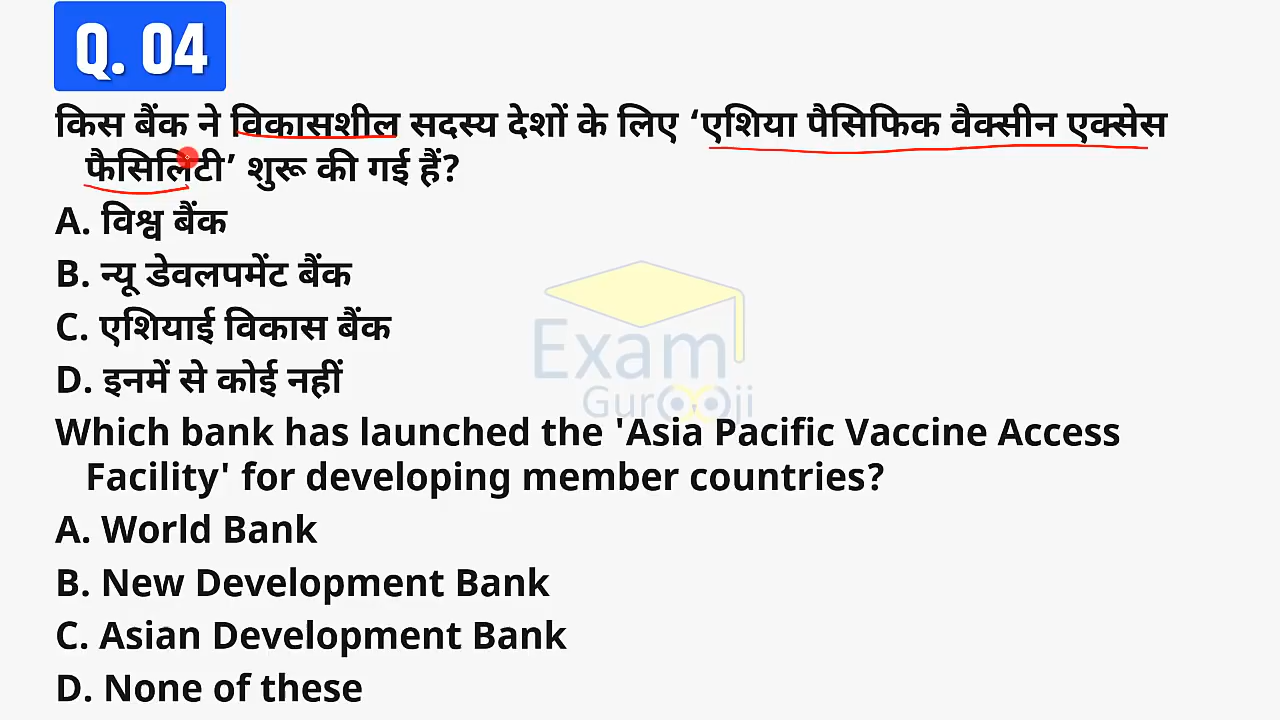 Q. 04
किस बैंक ने विकासशील सदस्य देशों के लिए ‘एशिया पैसिफिक वैक्सीन एक्सेस
फैसिलिटी’ शुरू की गई हैं?
A. विश्व बैंक
B. न्यू डेवलपमेंट बैंक
C. एशियाई विकास बैंक
D. इनमें से कोई नहीं
Exam
Gurooji
Which bank has launched the 'Asia Pacific Vaccine Access
Facility' for developing member countries?
A. World Bank
B. New Development Bank
C. Asian Development Bank
D. None of these